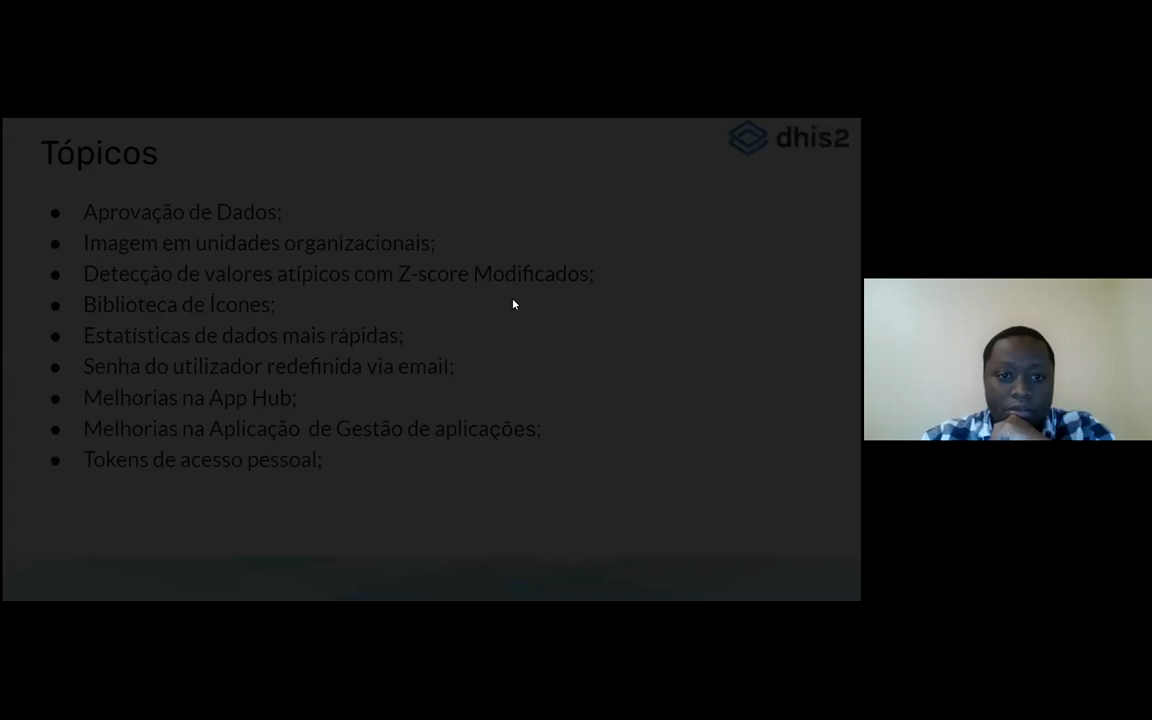 dhis2
Tópicos
● Aprovação de Dados;
● Imagem em unidades organizacionais;
● Detecção de valores atípicos com Z-score Modificados;
● Biblioteca de Ícones;
● Estatísticas de dados mais rápidas;
● Senha do utilizador redefinida via email;
● Melhorias na App Hub;
● Melhorias na Aplicação de Gestão de aplicações;
● Tokens de acesso pessoal;